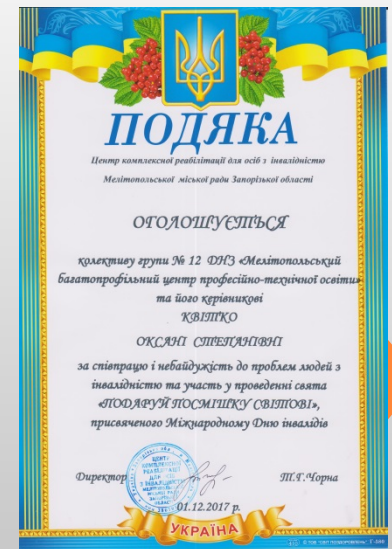 ПОДЯКА
Центр комплексної реабілітації для осіб з інвалідністю
Мелітопольської міської ради Запорізької області
ОГОЛОШУЄТЬСЯ
колективу групи № 12 ДНЗ «Мелітопольський
багатопрофільний центр професійно-технічної освіти»
та його керівникові
КВІТКО
ОКСАНІ СТЕПАНІВНІ
за співпрацю і небайдужість до проблем людей з
інвалідністю та участь у проведенні свята
«ПОДАРУЙ ПОСМІШКУ СВІТОВІ»,
присвяченого Міжнародному Дню інвалідів
Директор Т.Г.Чорна
01.12.2017 р.
УКРАЇНА